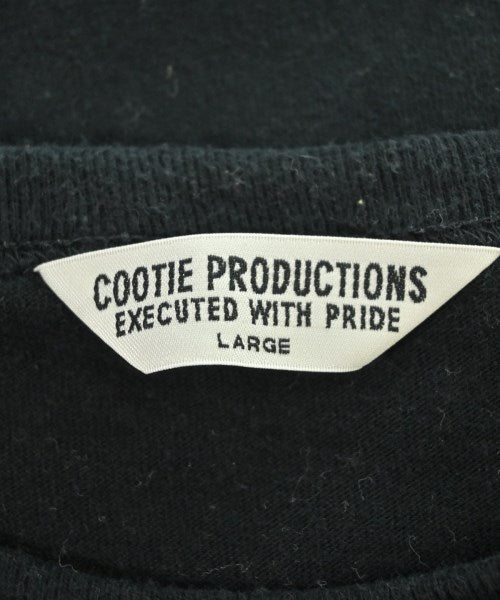 COOTIE PRODUCTIONS
EXECUTED WITH PRIDE
LARGE